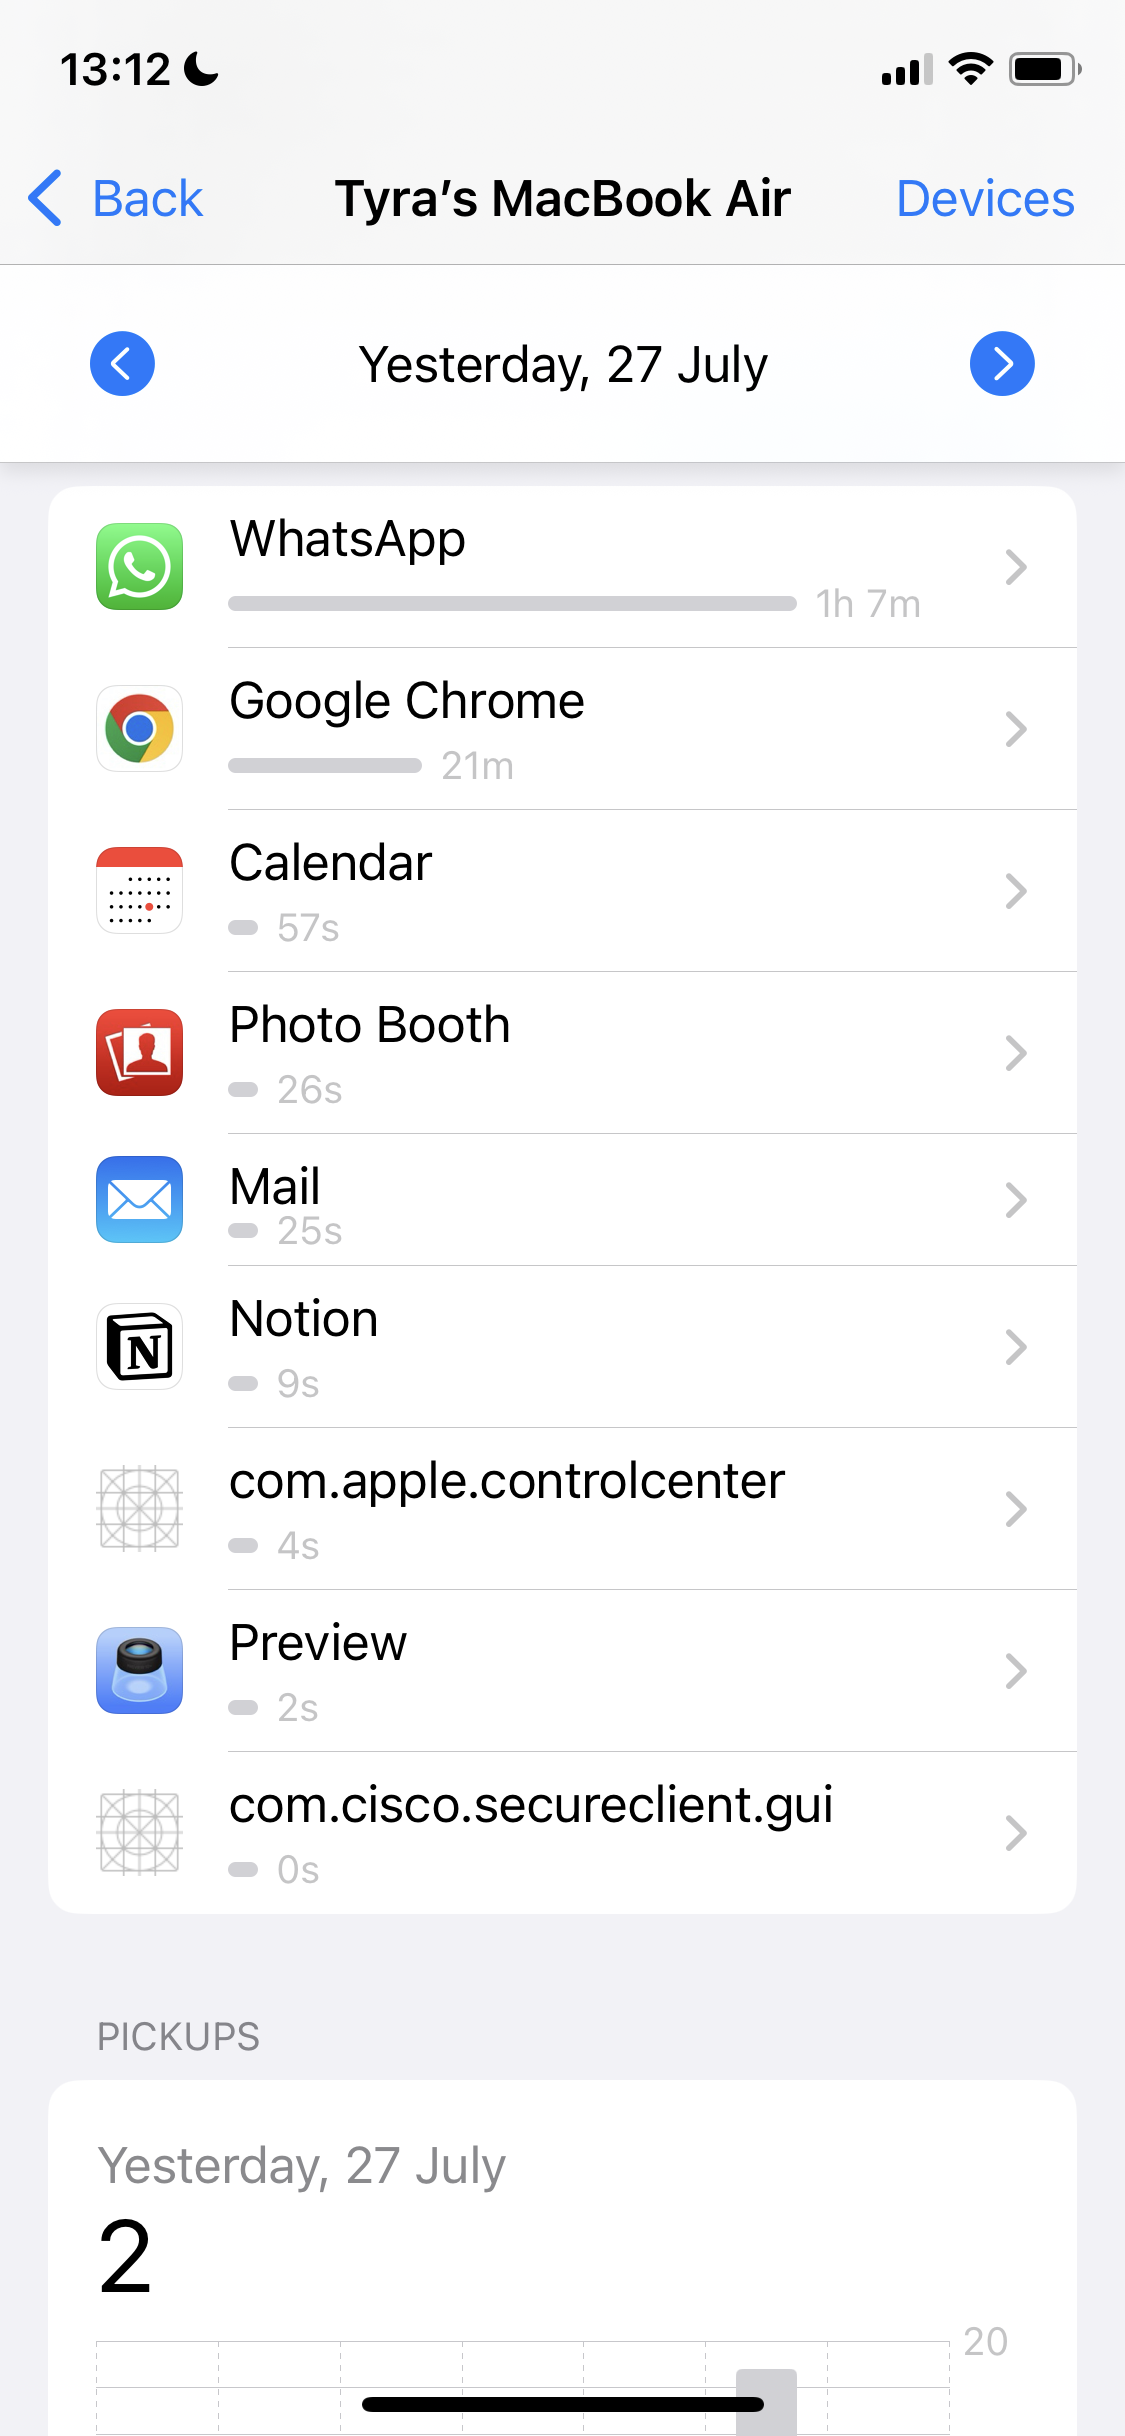 13:12
Back
Tyra’s MacBook Air
Devices
Yesterday, 27 July
WhatsApp
1h 7m
Google Chrome
21m
Calendar
57s
Photo Booth
26s
Mail
25s
Notion
9s
com.apple.controlcenter
4s
Preview
2s
com.cisco.secureclient.gui
0s
PICKUPS
Yesterday, 27 July
2
20